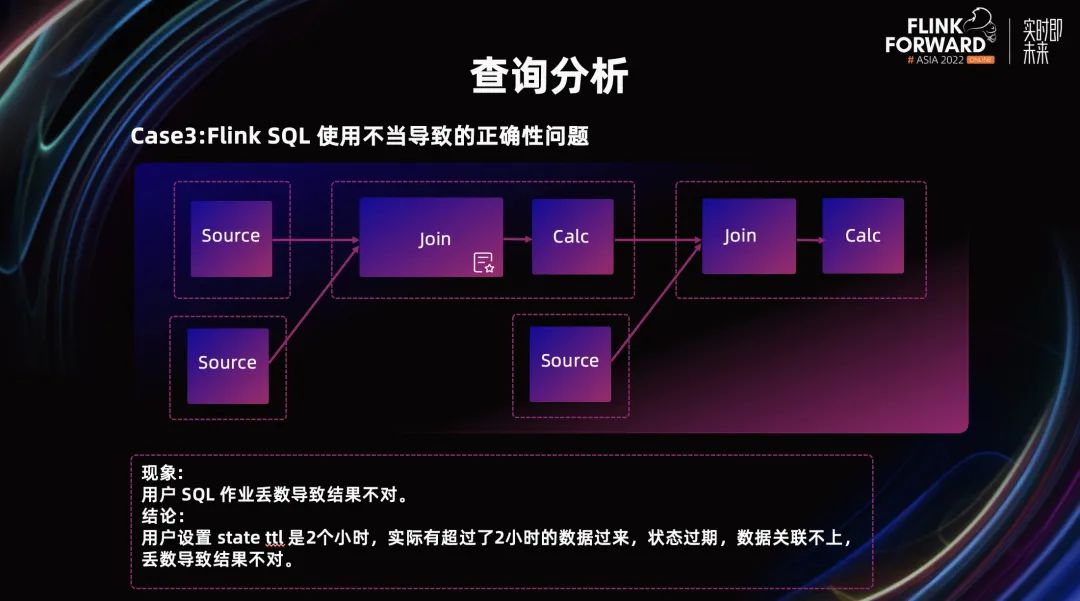 FLINK
FORWARD
# ASIA 2022 ONLINE
实时即
未来
查询分析
Case3:Flink SQL 使用不当导致的正确性问题
Source
Join
Calc
Join
Calc
Source
Source
现象：
用户 SQL 作业丢数导致结果不对。
结论：
用户设置 state ttl 是2个小时，实际有超过了2小时的数据过来，状态过期，数据关联不上，
丢数导致结果不对。